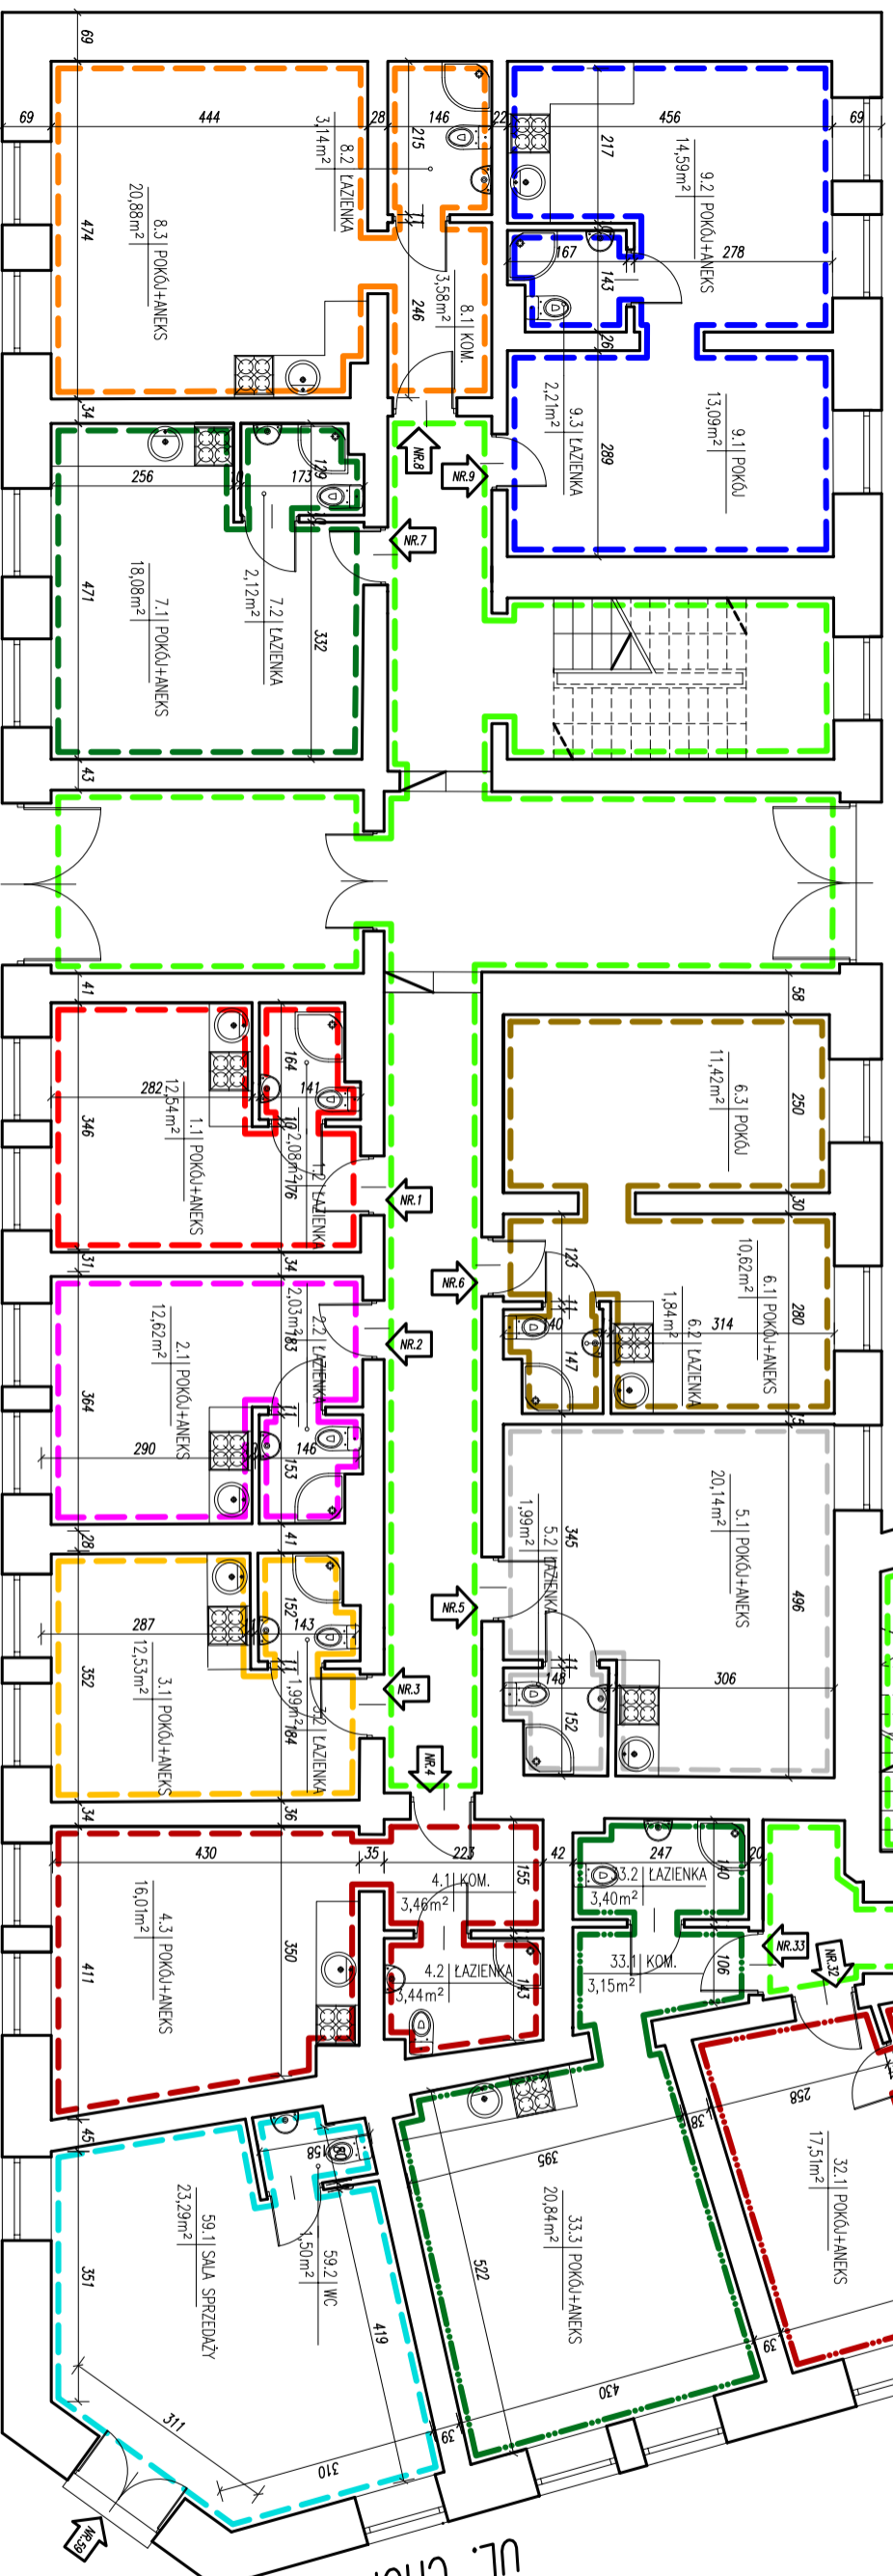 69
69
444
28
146
22
456
69
215
217
8.2 ŁAZIENKA
3,14m²
9.2 POKÓJ+ANEKS
14,59m²
474
8.3 POKÓJ+ANEKS
20,88m²
11
167
143
278
246
8.1 KOM.
3,58m²
26
9.3 ŁAZIENKA
2,21m²
289
9.1 POKÓJ
13,09m²
34
NR.8
NR.9
256
173
129
10
NR.7
471
7.1 POKÓJ+ANEKS
18,08m²
7.2 ŁAZIENKA
2,12m²
332
43
41
58
164
282
141
346
1.1 POKÓJ+ANEKS
12,54m²
10
1.2 ŁAZIENKA
2,08m²
176
NR.1
6.3 POKÓJ
11,42m²
250
30
31
34
NR.6
123
11
6.1 POKÓJ+ANEKS
10,62m²
280
2.1 POKÓJ+ANEKS
12,62m²
2.2 ŁAZIENKA
2,03m²
183
NR.2
6.2 ŁAZIENKA
1,84m²
314
147
15
364
11
290
146
153
28
41
5.1 POKÓJ+ANEKS
20,14m²
5.2 ŁAZIENKA
1,99m²
345
496
NR.5
287
152
143
352
3.1 POKÓJ+ANEKS
12,53m²
11
3.2 ŁAZIENKA
1,99m²
184
NR.3
11
148
152
306
NR.4
34
36
430
35
223
42
247
20
155
140
4.1 KOM.
3,46m²
33.2 ŁAZIENKA
3,40m²
411
4.3 POKÓJ+ANEKS
16,01m²
350
4.2 ŁAZIENKA
3,44m²
143
33.1 KOM.
3,15m²
106
NR.33
NR.32
45
158
38
258
395
32.1 POKÓJ+ANEKS
17,51m²
351
59.1 SALA SPRZEDAŻY
23,29m²
59.2 WC
1,50m²
419
522
33.3 POKÓJ+ANEKS
20,84m²
39
430
39
311
310
NR.59
UL.